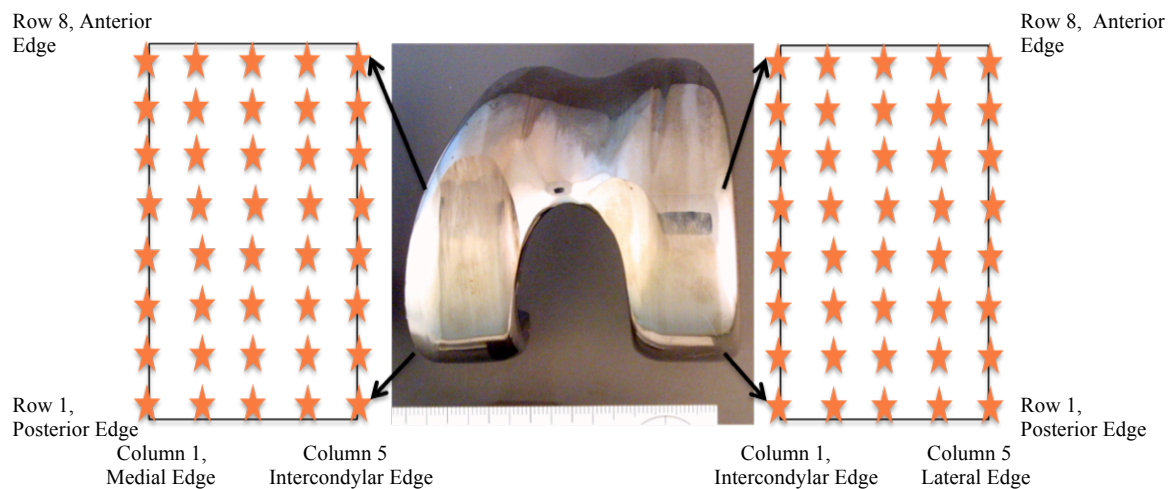 Row 8, Anterior
Edge
Row 8, Anterior
Edge
Row 1,
Posterior Edge
Row 1,
Posterior Edge
Column 1,
Medial Edge
Column 5
Intercondylar Edge
Column 1,
Intercondylar Edge
Column 5
Lateral Edge